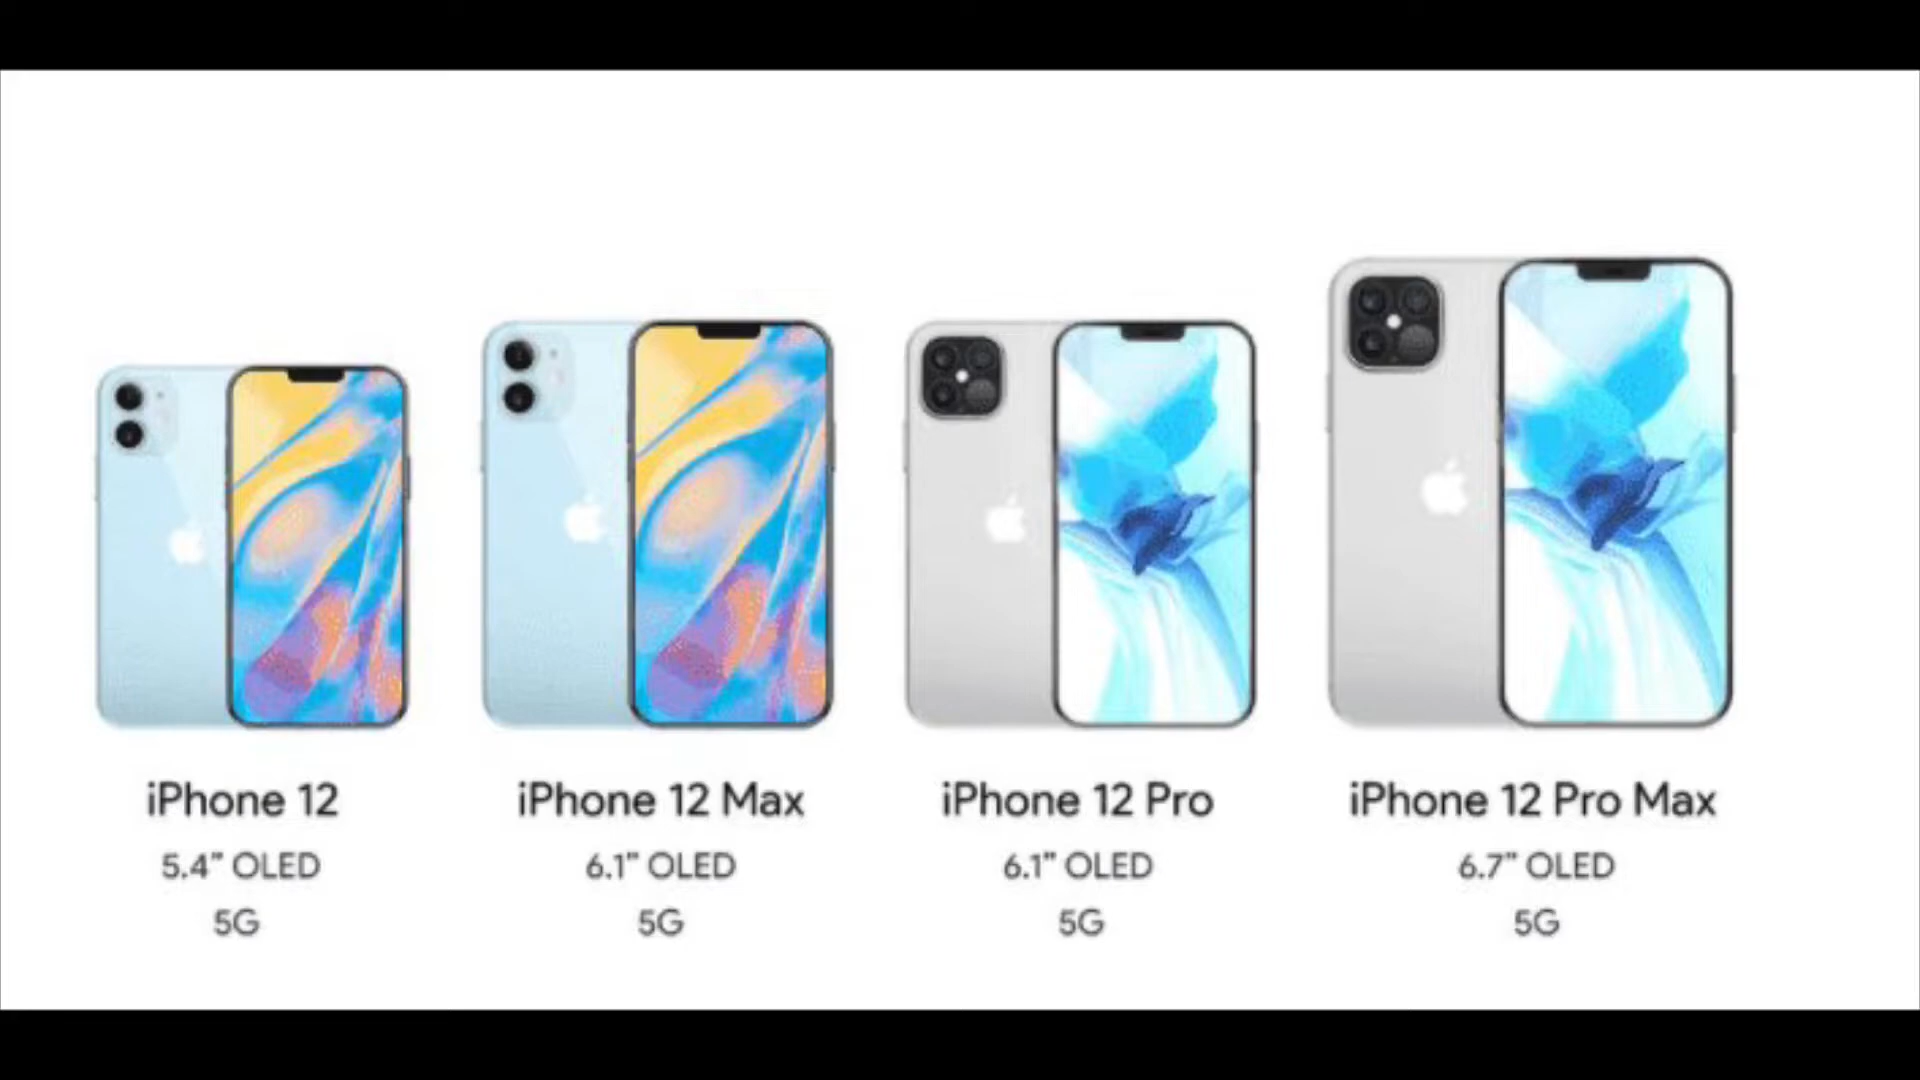 iPhone 12
5.4” OLED
5G
iPhone 12 Max
6.1” OLED
5G
iPhone 12 Pro
6.1” OLED
5G
iPhone 12 Pro Max
6.7” OLED
5G